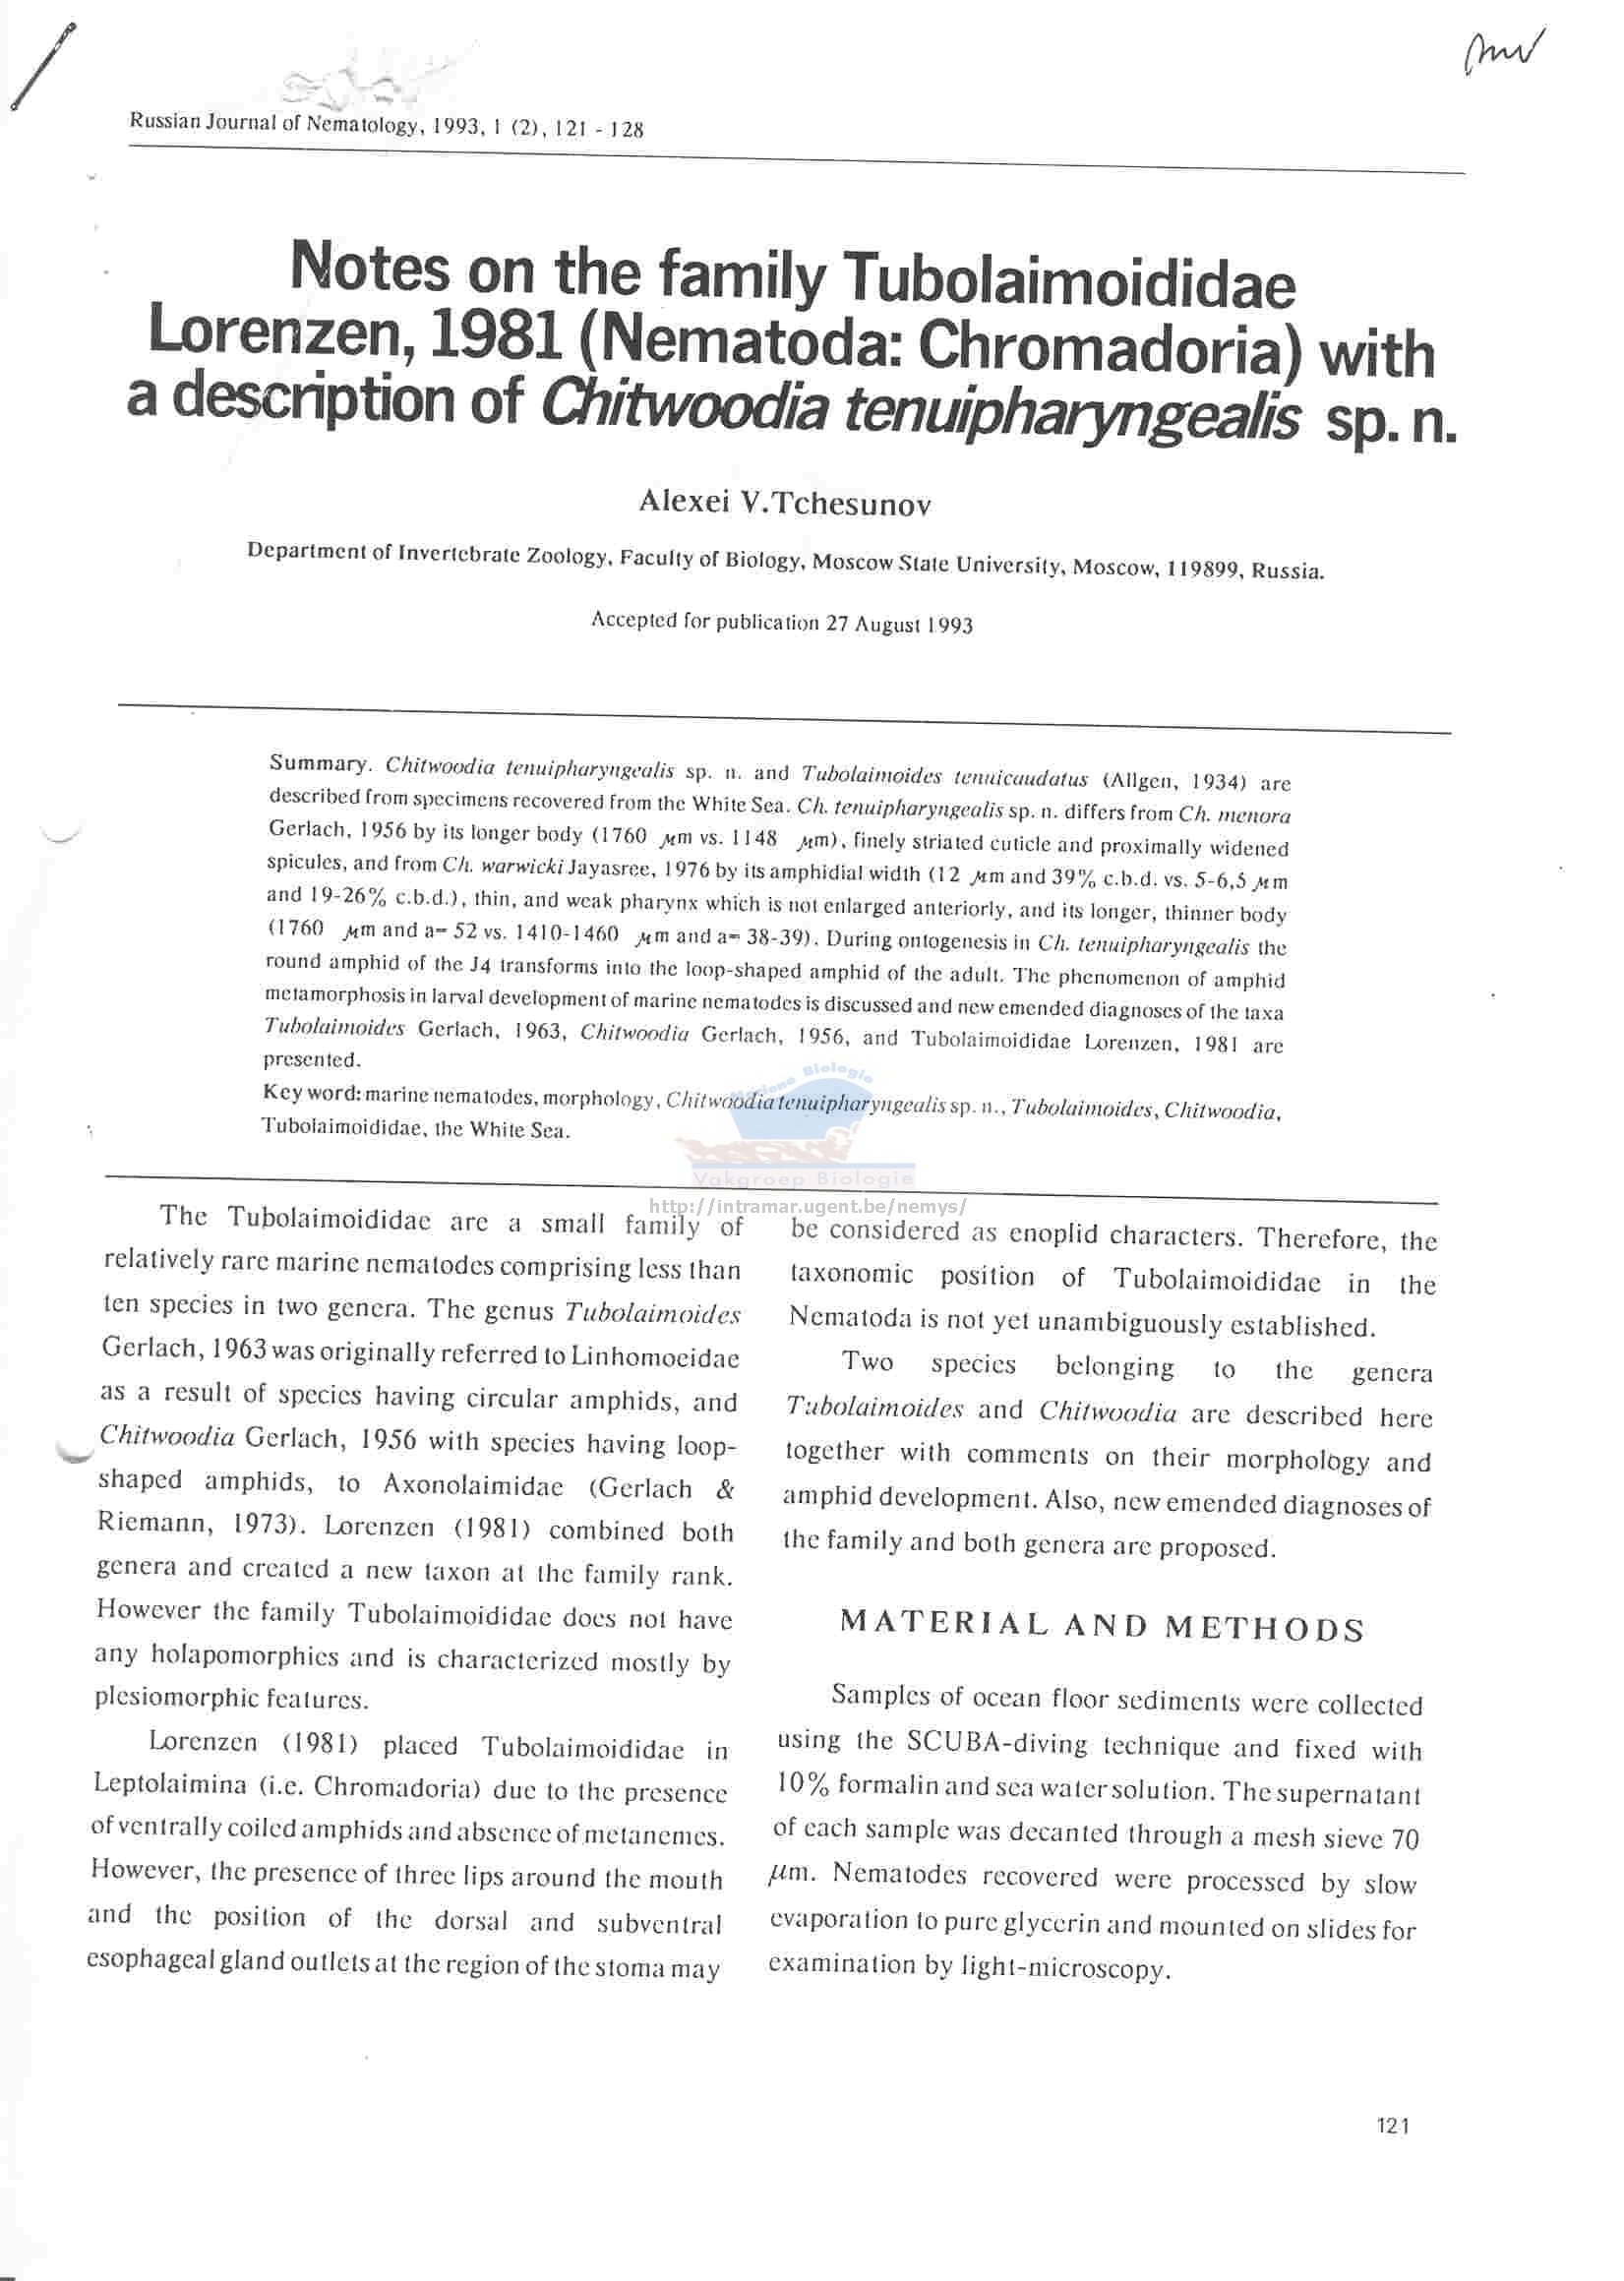 Russian Journal of Nematology, 1993, 1 (2), 121 - 128
Notes on the family Tubolaimoididae
Lorenzen, 1981 (Nematoda: Chromadoria) with
a description of Chitwoodia tenuipharyngealis sp. n.
Alexei V.Tchesunov
Department of Invertebrate Zoology, Faculty of Biology, Moscow State University, Moscow, 119899, Russia.
Accepted for publication 27 August 1993
Summary. Chitwoodia tenuipharyngealis sp. n. and Tubolaimoides tenuicaudatus (Allgen, 1934) are
described from specimens recovered from the White Sea. Ch. tenuipharyngealis sp. n. differs from Ch. menora
Gerlach, 1956 by its longer body (1760 μm vs. 1148 μm), finely striated cuticle and proximally widened
spicules, and from Ch. warwicki Jayasree, 1976 by its amphidial width (12 μm and 39% c.b.d. vs. 5-6,5 μm
and 19-26% c.b.d.), thin, and weak pharynx which is not enlarged anteriorly, and its longer, thinner body
(1760 μm and a= 52 vs. 1410-1460 μm and a= 38-39). During ontogenesis in Ch. tenuipharyngealis the
round amphid of the J4 transforms into the loop-shaped amphid of the adult. The phenomenon of amphid
metamorphosis in larval development of marine nematodes is discussed and new emended diagnoses of the taxa
Tubolaimoides Gerlach, 1963, Chitwoodia Gerlach, 1956, and Tubolaimoididae Lorenzen, 1981 are
presented.
Key word: marine nematodes, morphology, Chitwoodia tenuipharyngealis sp. n., Tubolaimoides, Chitwoodia,
Tubolaimoididae, the White Sea.
Mariene Biologie
Vakgroep Biologie
http://intramar.ugent.be/nemys/
The Tubolaimoididae are a small family of
relatively rare marine nematodes comprising less than
ten species in two genera. The genus Tubolaimoides
Gerlach, 1963 was originally referred to Linhomoeidae
as a result of species having circular amphids, and
Chitwoodia Gerlach, 1956 with species having loop-
shaped amphids, to Axonolaimidae (Gerlach &
Riemann, 1973). Lorenzen (1981) combined both
genera and created a new taxon at the family rank.
However the family Tubolaimoididae does not have
any holapomorphics and is characterized mostly by
plesiomorphic features.
Lorenzen (1981) placed Tubolaimoididae in
Leptolaimina (i.e. Chromadoria) due to the presence
of ventrally coiled amphids and absence of metanemes.
However, the presence of three lips around the mouth
and the position of the dorsal and subventral
esophageal gland outlets at the region of the stoma may
be considered as enoplid characters. Therefore, the
taxonomic position of Tubolaimoididae in the
Nematoda is not yet unambiguously established.
Two species belonging to the genera
Tubolaimoides and Chitwoodia are described here
together with comments on their morphology and
amphid development. Also, new emended diagnoses of
the family and both genera are proposed.
MATERIAL AND METHODS
Samples of ocean floor sediments were collected
using the SCUBA-diving technique and fixed with
10% formalin and sea water solution. The supernatant
of each sample was decanted through a mesh sieve 70
μm. Nematodes recovered were processed by slow
evaporation to pure glycerin and mounted on slides for
examination by light-microscopy.
121